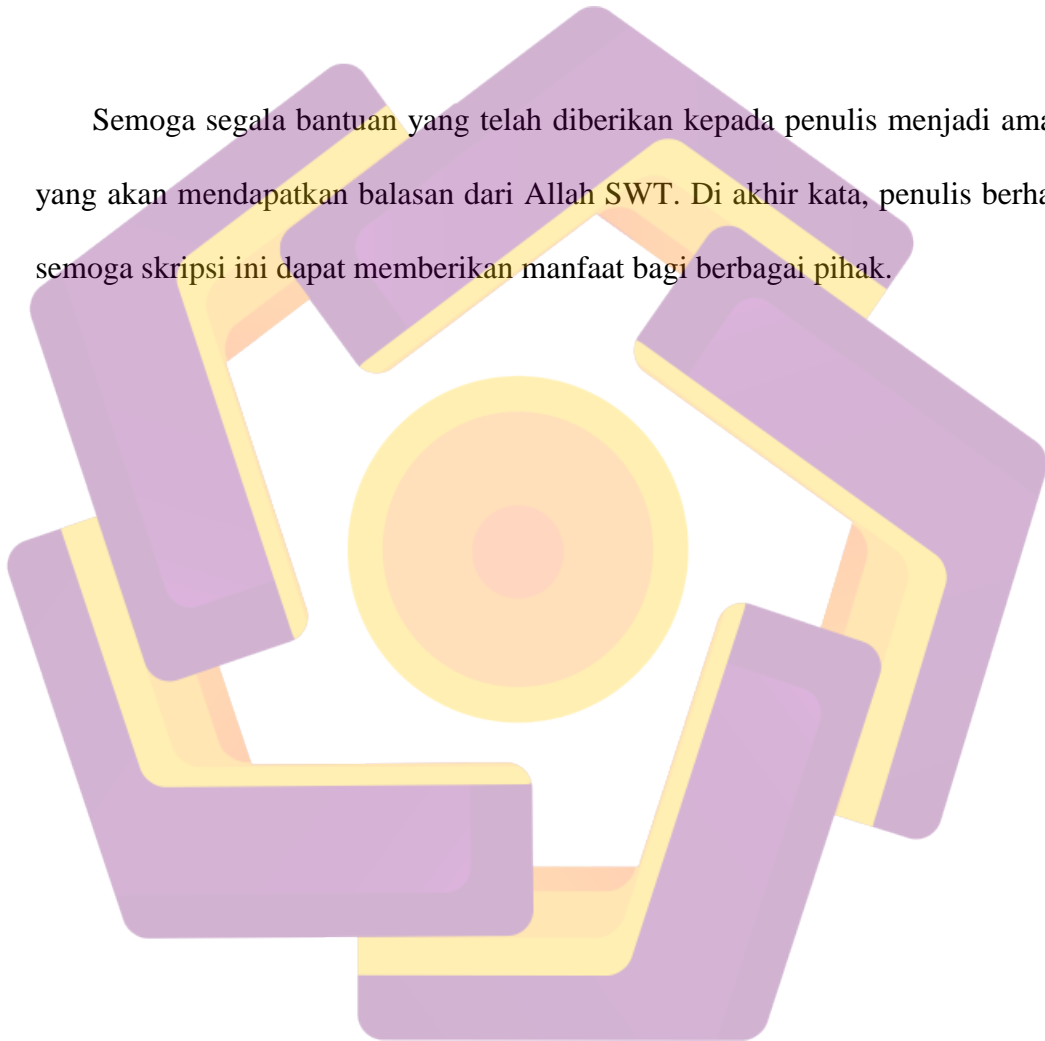 Semoga segala bantuan yang telah diberikan kepada penulis menjadi ama
yang akan mendapatkan balasan dari Allah SWT. Di akhir kata, penulis berha
semoga skripsi ini dapat memberikan manfaat bagi berbagai pihak.